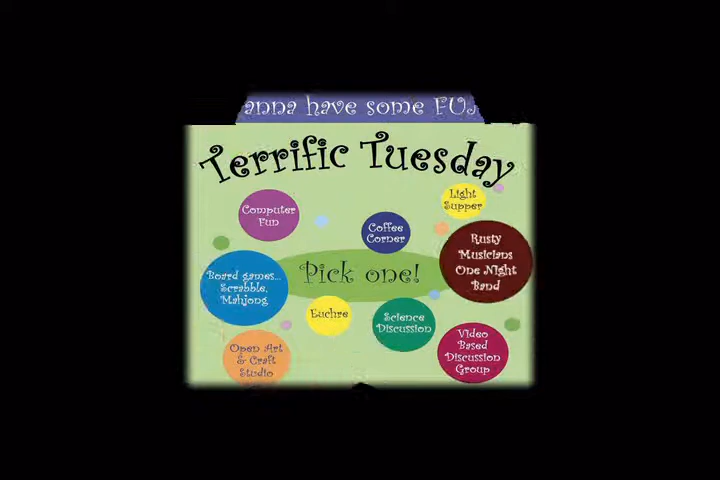 anna have some FU
Terrific Tuesday
Light
Supper
Computer
Fun
Coffee
Corner
Rusty
Musicians
One Night
Band
Pick one!
Board games...
Scrabble,
Mahjong
Euchre
Science
Discussion
Video
Based
Discussion
Group
Open Art
& Craft
Studio